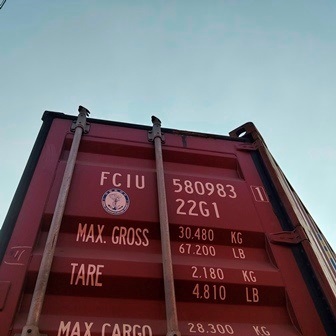 FCIU 580983 1
22G1
MAX. GROSS 30.480 KG
67.200 LB
TARE 2.180 KG
4.810 LB
MAX CARGO 28.300 KG